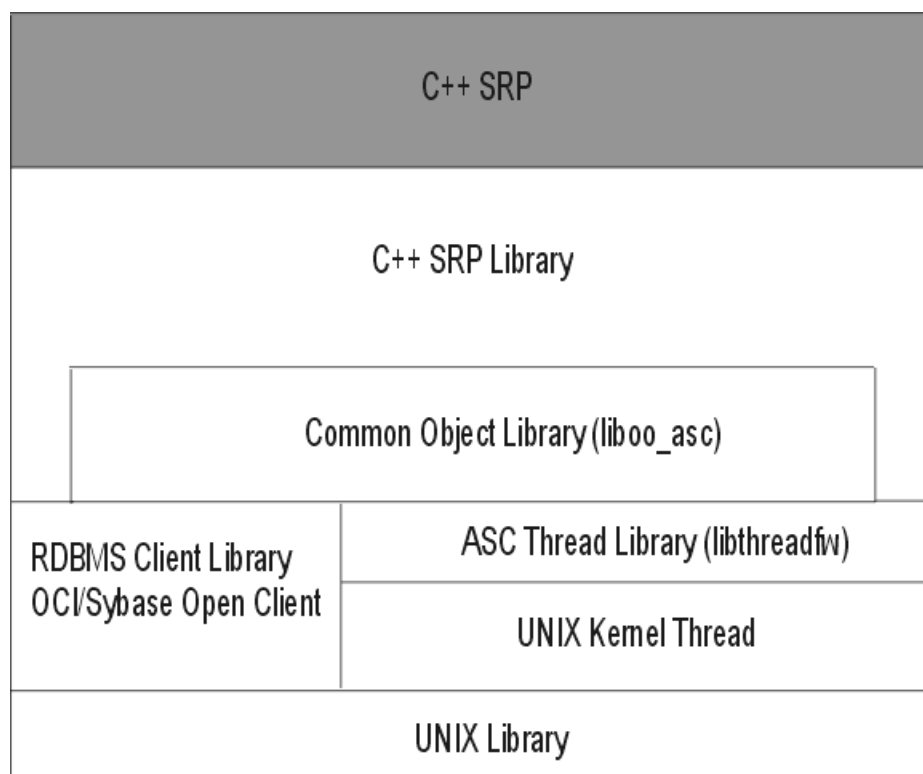 C++ SRP
C++ SRP Library
Common Object Library (liboo_asc)
RDBMS Client Library
OCI/Sybase Open Client
ASC Thread Library (libthreadfw)
UNIX Kernel Thread
UNIX Library